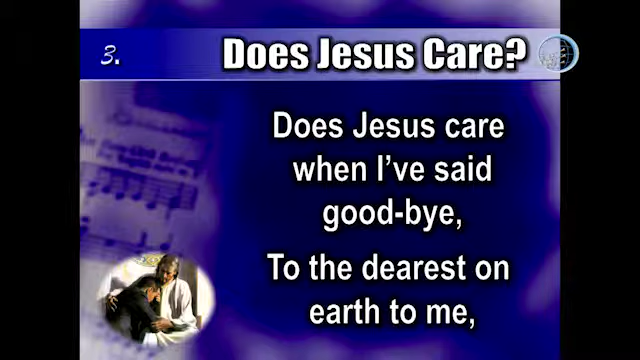 3.
Does Jesus Care?
Does Jesus care
when I've said
good-bye,
To the dearest on
earth to me,